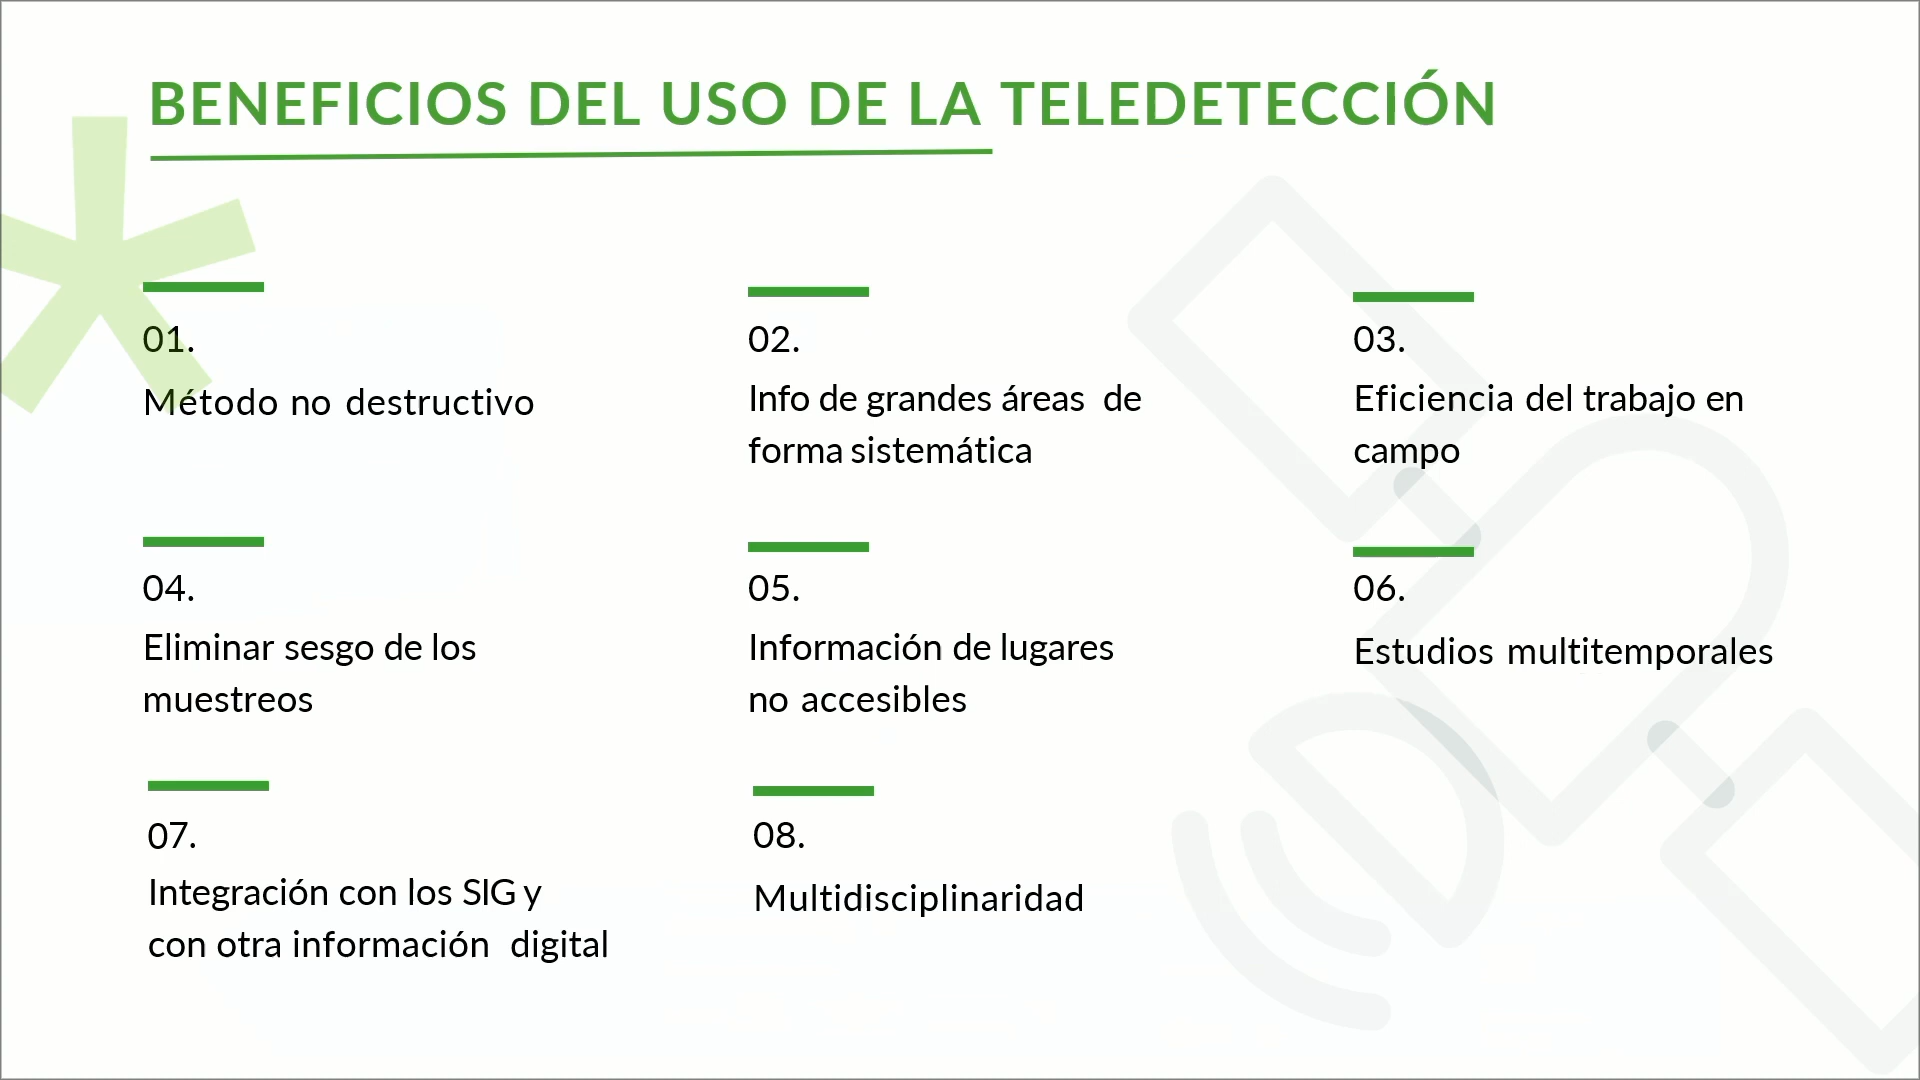 BENEFICIOS DEL USO DE LA TELEDETECCIÓN
01.
Método no destructivo
02.
Info de grandes áreas de
forma sistemática
03.
Eficiencia del trabajo en
campo
04.
Eliminar sesgo de los
muestreos
05.
Información de lugares
no accesibles
06.
Estudios multitemporales
07.
Integración con los SIG y
con otra información digital
08.
Multidisciplinaridad